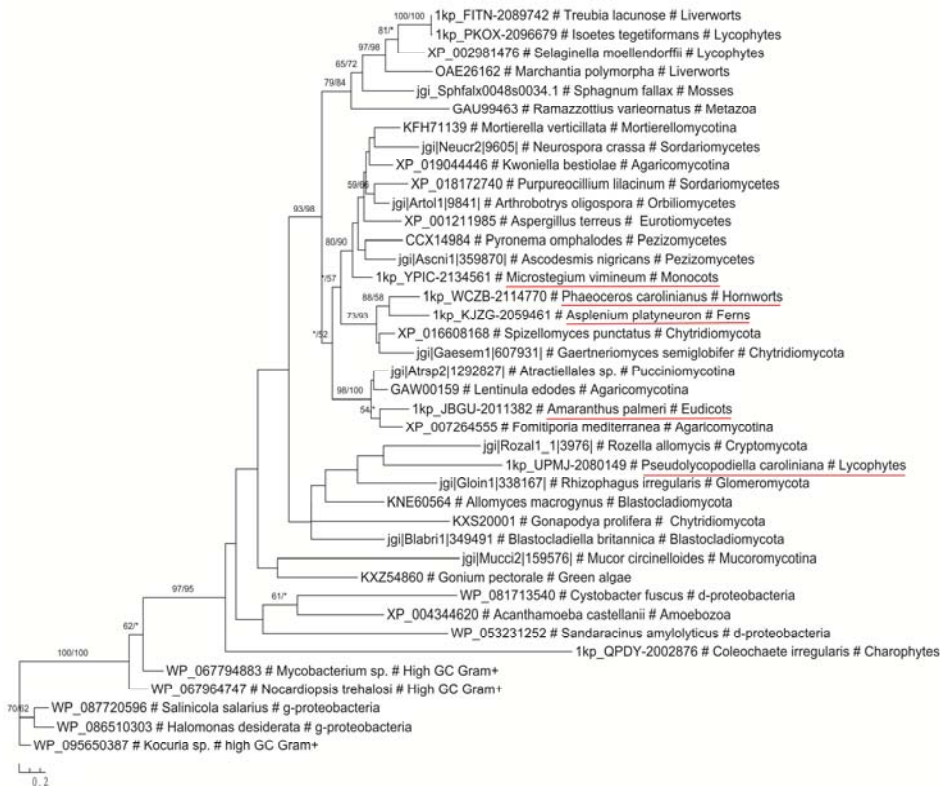 100/100 1kp_FITN-2089742 # Treubia lacunose # Liverworts
81/* 1kp_PKOX-2096679 # Isoetes tegetiformans # Lycophytes
97/98 XP_002981476 # Selaginella moellendorffii # Lycophytes
65/72 OAE26162 # Marchantia polymorpha # Liverworts
79/84 jgi_Sphfalx0048s0034.1 # Sphagnum fallax # Mosses
GAU99463 # Ramazzottius varieornatus # Metazoa
KFH71139 # Mortierella verticillata # Mortierellomycotina
jgi|Neucr2|9605| # Neurospora crassa # Sordariomycetes
XP_019044446 # Kwoniella bestiolae # Agaricomycotina
59/66 XP_018172740 # Purpureocillium lilacinum # Sordariomycetes
jgi|Artol1|9841| # Arthrobotrys oligospora # Orbiliomycetes
93/98 XP_001211985 # Aspergillus terreus # Eurotiomycetes
80/90 CCX14984 # Pyronema omphalodes # Pezizomycetes
jgi|Ascni1|359870| # Ascodesmis nigricans # Pezizomycetes
*/57 1kp_YPIC-2134561 # Microstegium vimineum # Monocots
88/58 1kp_WCZB-2114770 # Phaeoceros carolinianus # Hornworts
73/93 1kp_KJZG-2059461 # Asplenium platyneuron # Ferns
*/52 XP_016608168 # Spizellomyces punctatus # Chytridiomycota
jgi|Gaesem1|607931| # Gaertneriomyces semiglobifer # Chytridiomycota
jgi|Atrsp2|1292827| # Atractiellales sp. # Pucciniomycotina
98/100 GAW00159 # Lentinula edodes # Agaricomycotina
54/* 1kp_JBGU-2011382 # Amaranthus palmeri # Eudicots
XP_007264555 # Fomitiporia mediterranea # Agaricomycotina
jgi|Rozal1_1|3976| # Rozella allomycis # Cryptomycota
1kp_UPMJ-2080149 # Pseudolycopodiella caroliniana # Lycophytes
jgi|Gloin1|338167| # Rhizophagus irregularis # Glomeromycota
KNE60564 # Allomyces macrogynus # Blastocladiomycota
KXS20001 # Gonapodya prolifera # Chytridiomycota
jgi|Blabri1|349491 # Blastocladiella britannica # Blastocladiomycota
jgi|Mucci2|159576| # Mucor circinelloides # Mucoromycotina
KXZ54860 # Gonium pectorale # Green algae
97/95 61/* WP_081713540 # Cystobacter fuscus # d-proteobacteria
XP_004344620 # Acanthamoeba castellanii # Amoebozoa
62/* WP_053231252 # Sandaracinus amylolyticus # d-proteobacteria
1kp_QPDY-2002876 # Coleochaete irregularis # Charophytes
100/100 WP_067794883 # Mycobacterium sp. # High GC Gram+
WP_067964747 # Nocardiopsis trehalosi # High GC Gram+
70/62 WP_087720596 # Salinicola salarius # g-proteobacteria
WP_086510303 # Halomonas desiderata # g-proteobacteria
WP_095650387 # Kocuria sp. # high GC Gram+
0.2